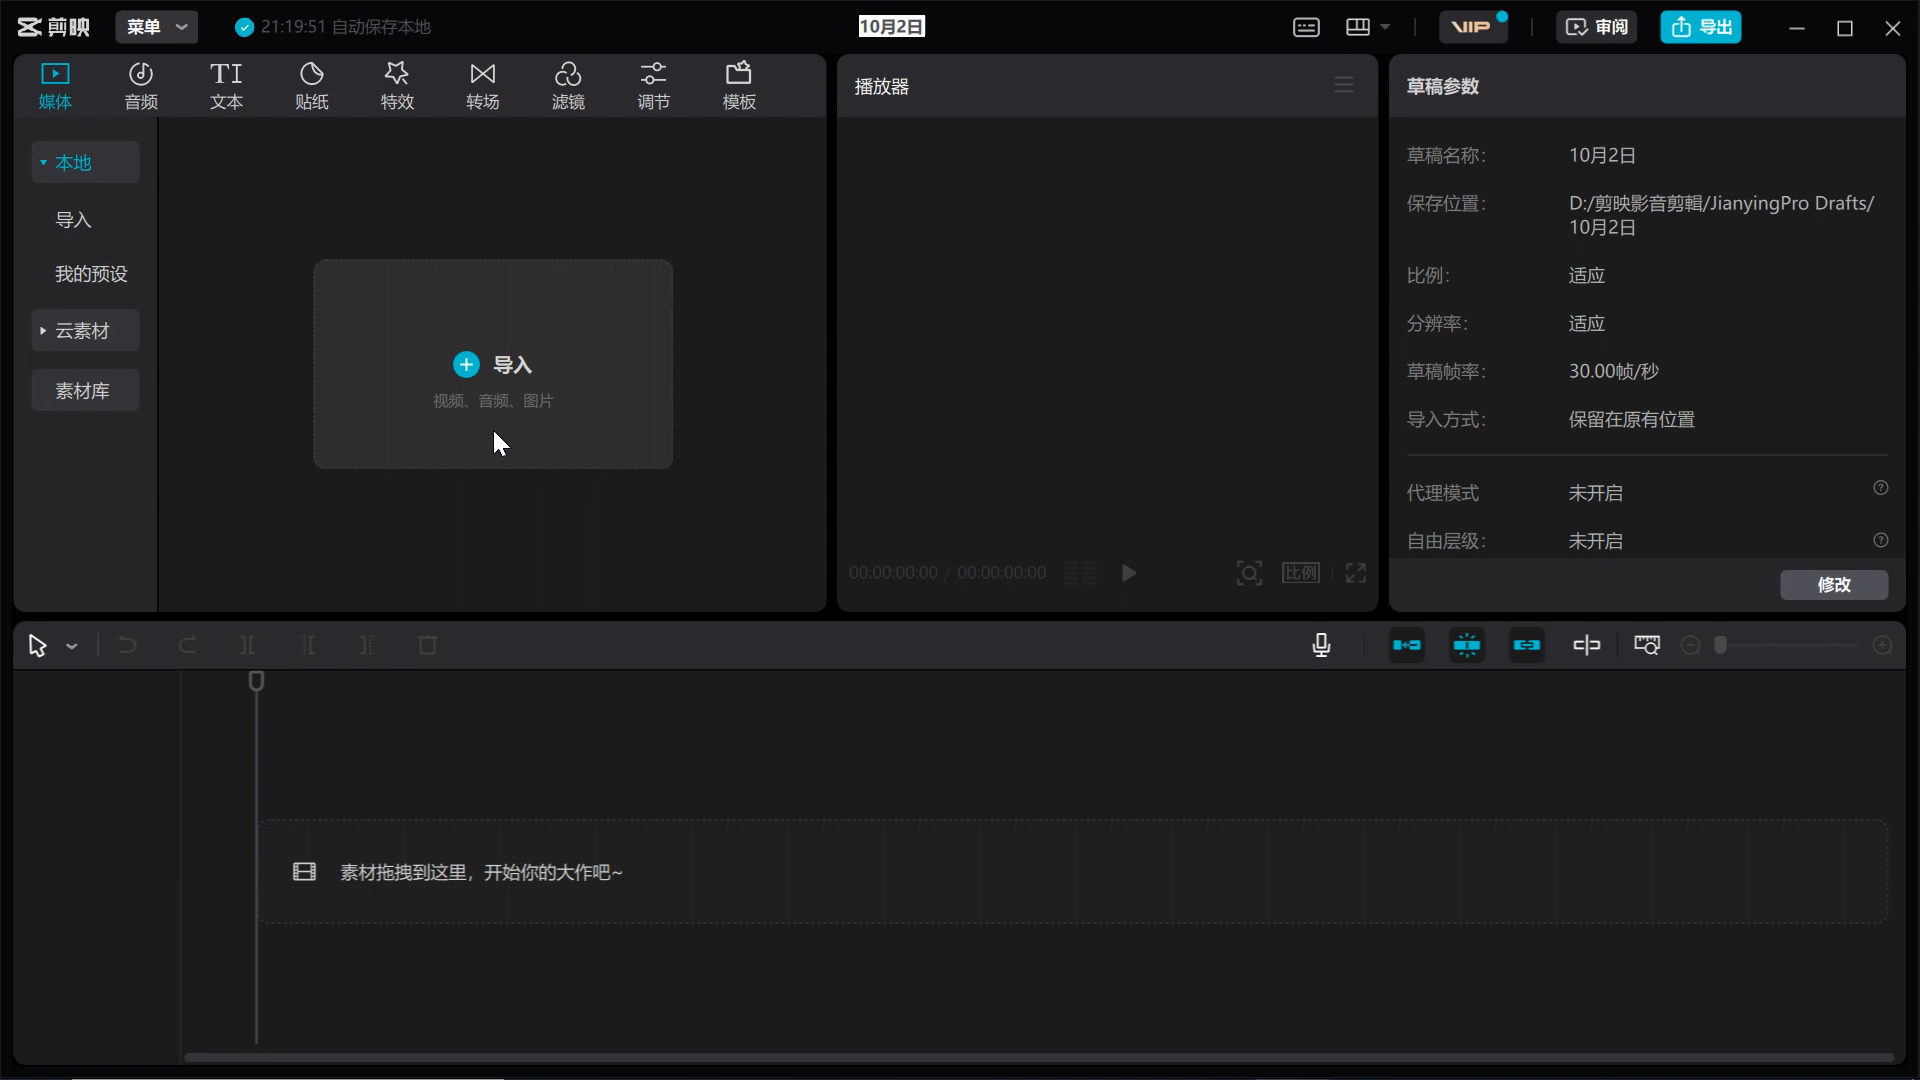 剪映
菜单
21:19:51 自动保存本地
10月2日
VIP
审阅
导出
媒体
音频
文本
贴纸
特效
转场
滤镜
调节
模板
本地
导入
我的预设
云素材
素材库
导入
视频、音频、图片
播放器
00:00:00:00 / 00:00:00:00
比例
草稿参数
草稿名称: 10月2日
保存位置: D:/剪映影音剪輯/JianyingPro Drafts/
10月2日
比例: 适应
分辨率: 适应
草稿帧率: 30.00帧/秒
导入方式: 保留在原有位置
代理模式 未开启
自由层级: 未开启
修改
素材拖拽到这里，开始你的大作吧~